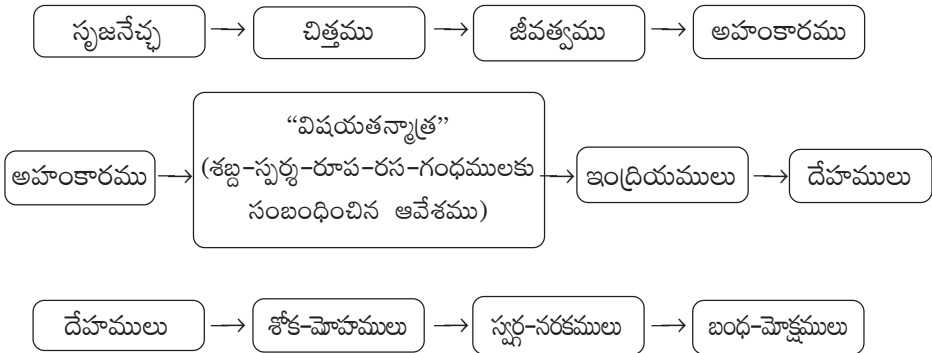 సృజనేచ్ఛ → చిత్తము → జీవత్వము → అహంకారము
అహంకారము → “విషయతన్మాత్ర”
(శబ్ద-స్పర్శ-రూప-రస-గంధములకు
సంబంధించిన ఆవేశము) → ఇంద్రియములు → దేహములు
దేహములు → శోక-మోహములు → స్వర్గ-నరకములు → బంధ-మోక్షములు